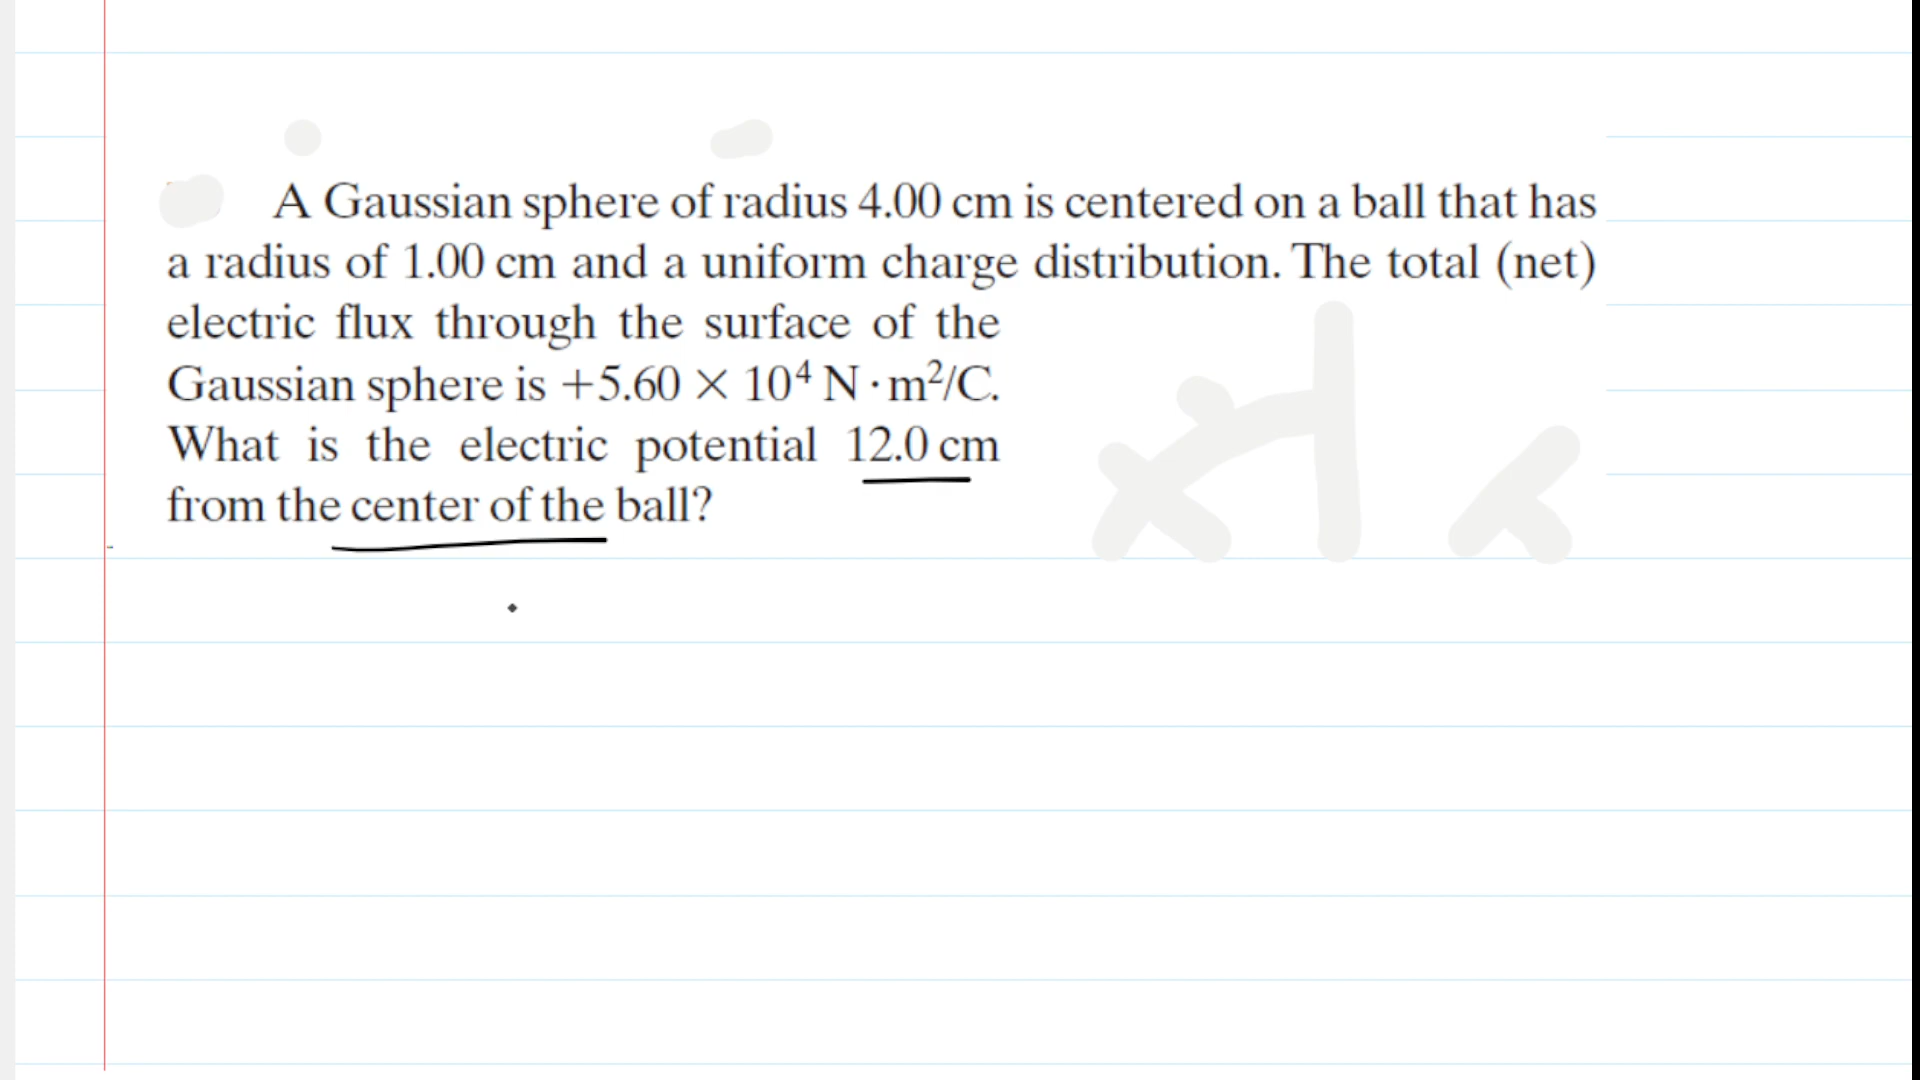 A Gaussian sphere of radius 4.00 cm is centered on a ball that has
a radius of 1.00 cm and a uniform charge distribution. The total (net)
electric flux through the surface of the
Gaussian sphere is +5.60 × 10⁴ N · m²/C.
What is the electric potential 12.0 cm
from the center of the ball?